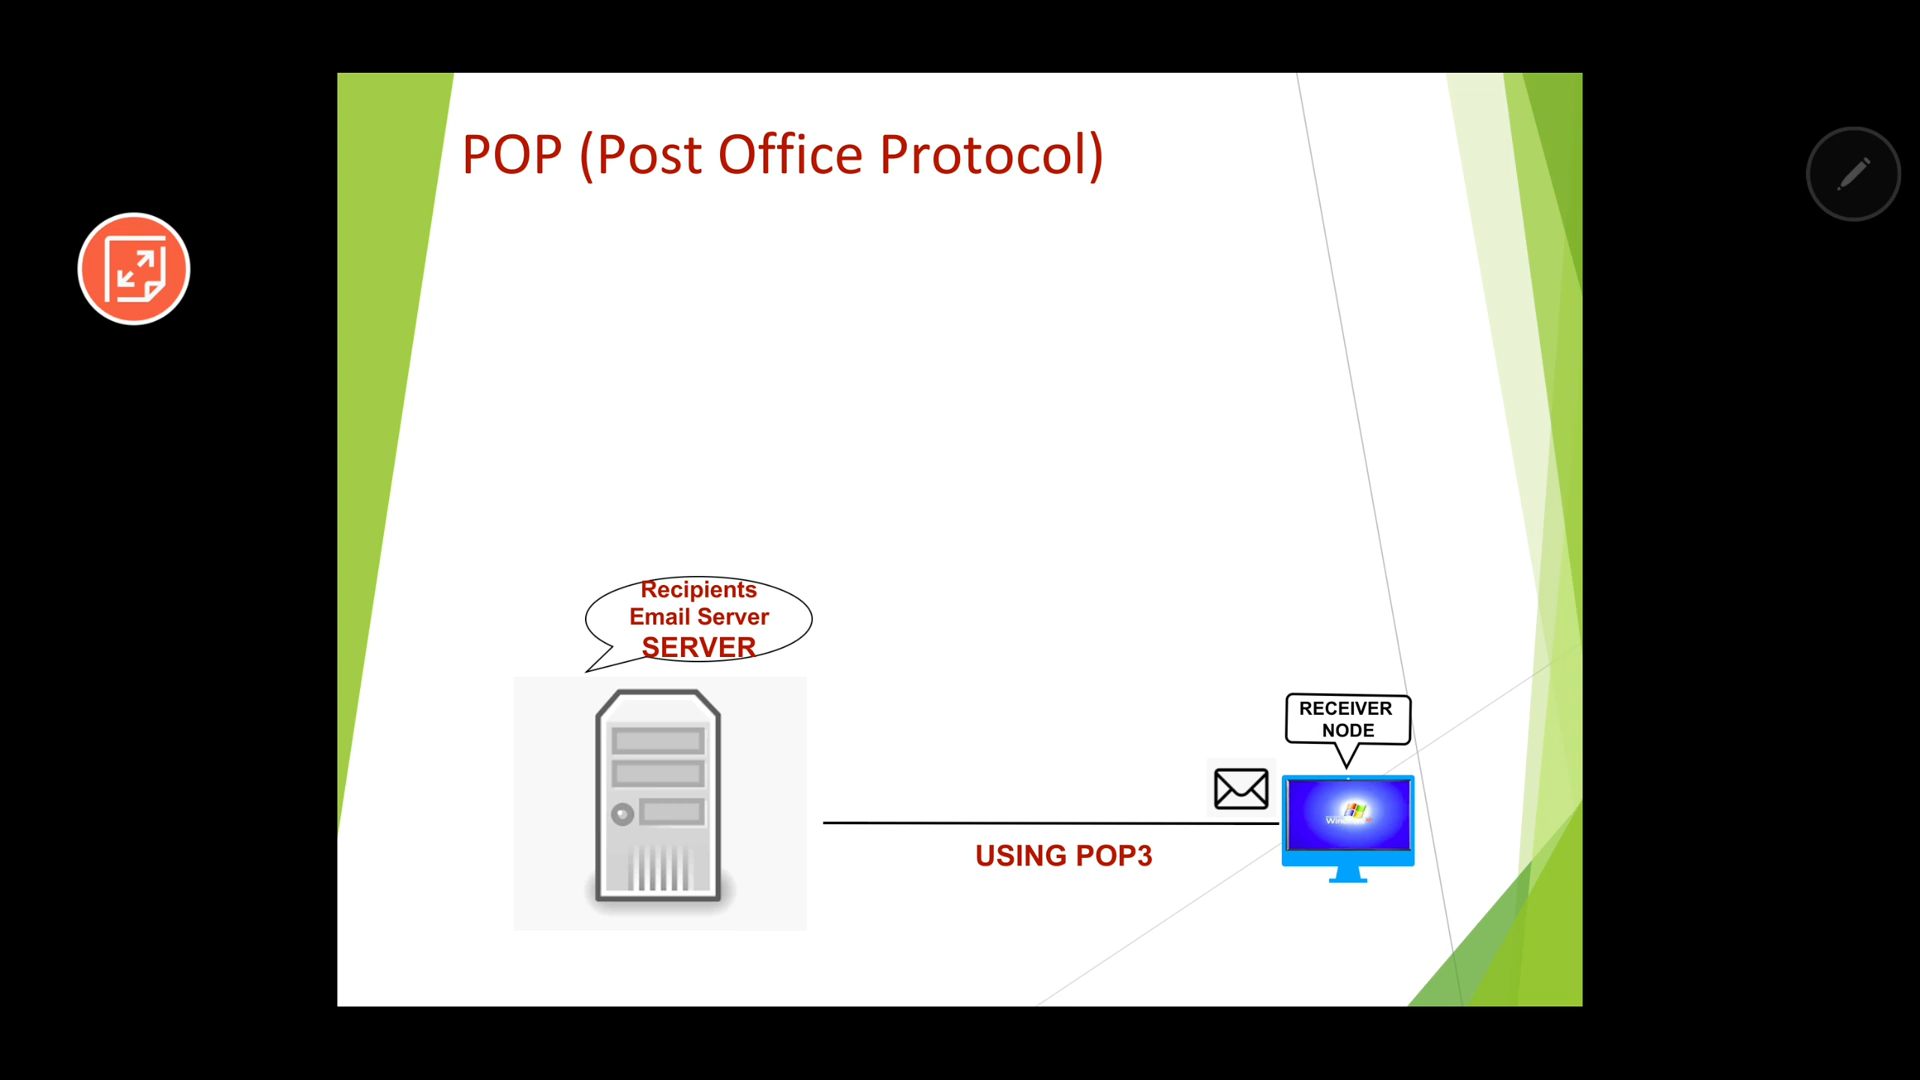 POP (Post Office Protocol)
Recipients
Email Server
SERVER
RECEIVER
NODE
USING POP3